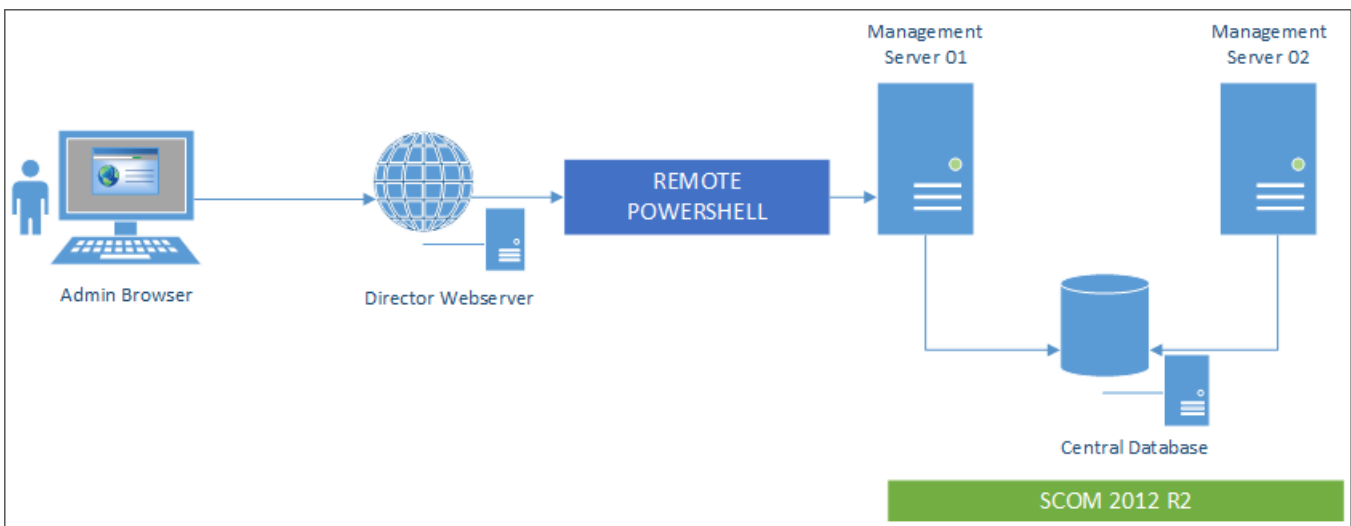 Management
Server 01
Management
Server 02
REMOTE
POWERSHELL
Admin Browser
Director Webserver
Central Database
SCOM 2012 R2